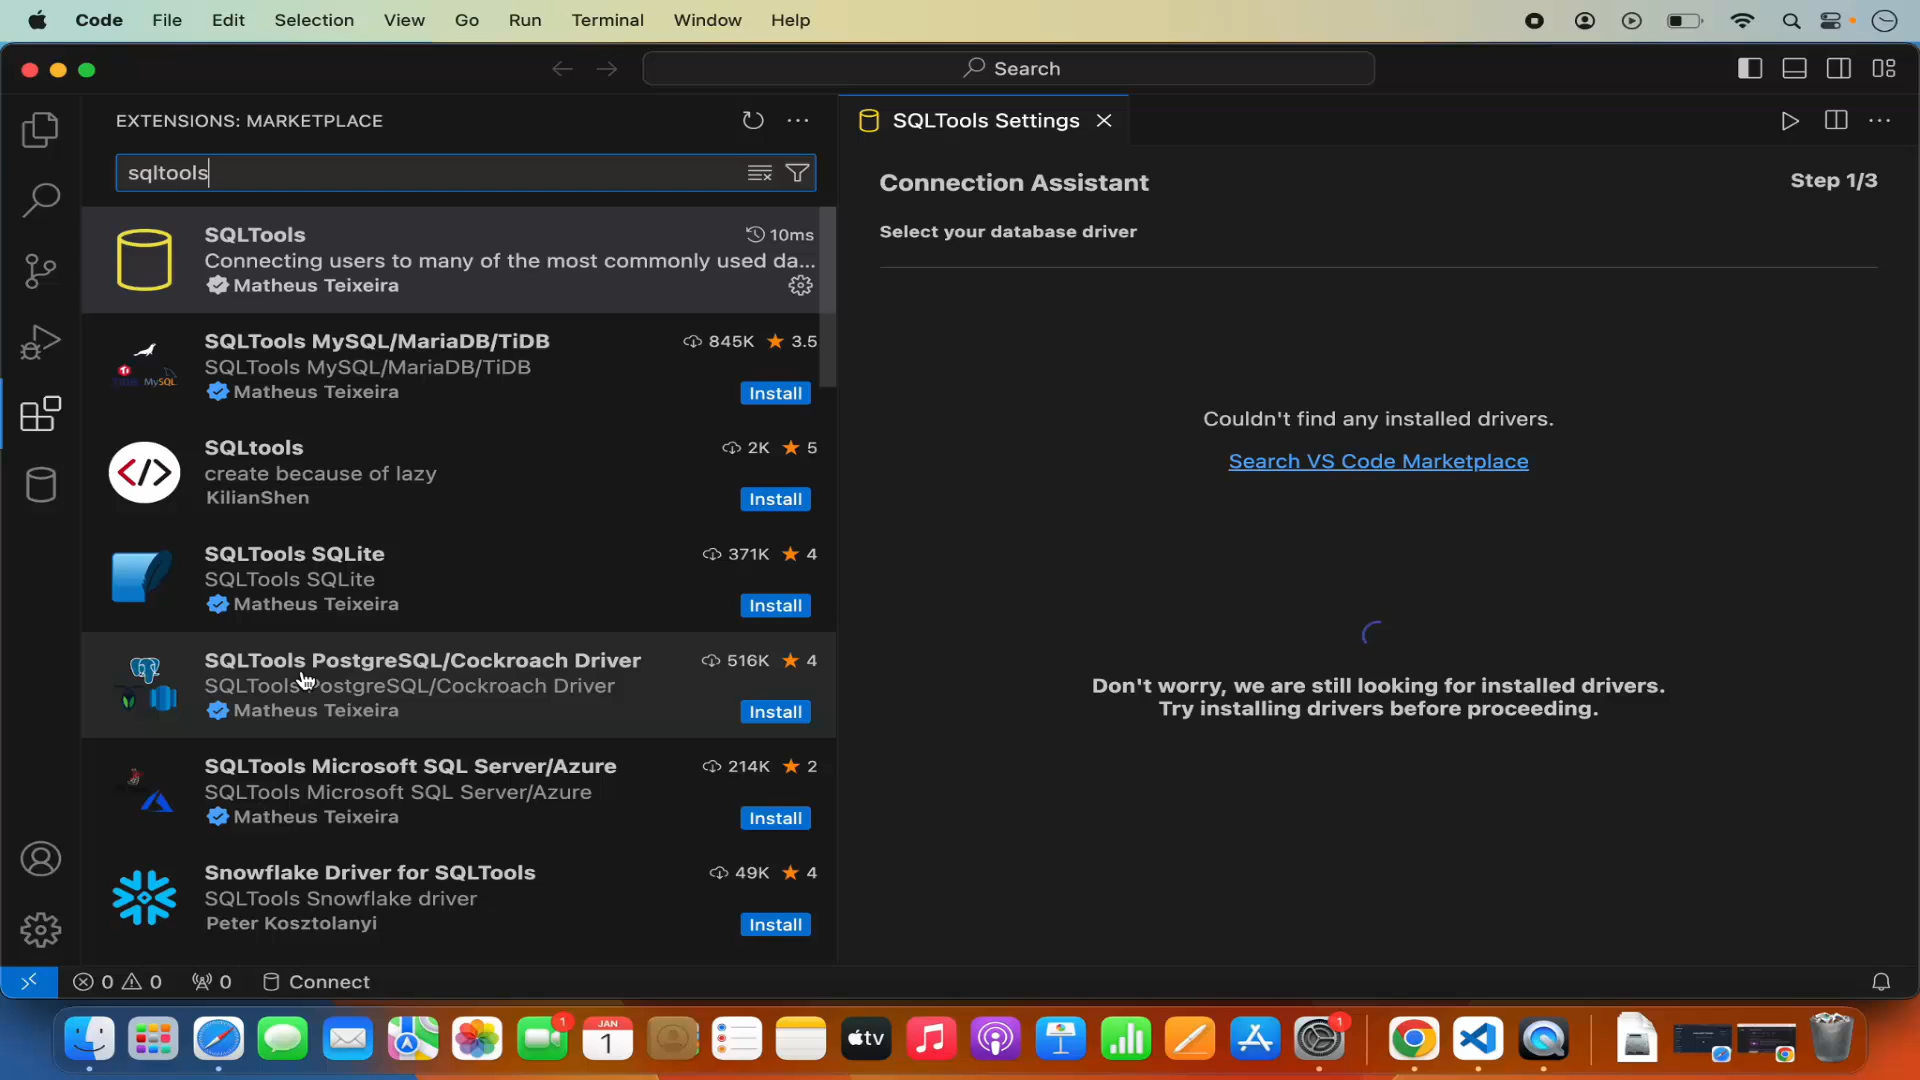 Code File Edit Selection View Go Run Terminal Window Help
Search
EXTENSIONS: MARKETPLACE
sqltools
SQLTools 10ms
Connecting users to many of the most commonly used da...
Matheus Teixeira
SQLTools MySQL/MariaDB/TiDB 845K 3.5
SQLTools MySQL/MariaDB/TiDB
Matheus Teixeira Install
SQLtools 2K 5
create because of lazy
KilianShen Install
SQLTools SQLite 371K 4
SQLTools SQLite
Matheus Teixeira Install
SQLTools PostgreSQL/Cockroach Driver 516K 4
SQLTools PostgreSQL/Cockroach Driver
Matheus Teixeira Install
SQLTools Microsoft SQL Server/Azure 214K 2
SQLTools Microsoft SQL Server/Azure
Matheus Teixeira Install
Snowflake Driver for SQLTools 49K 4
SQLTools Snowflake driver
Peter Kosztolanyi Install
SQLTools Settings
Connection Assistant Step 1/3
Select your database driver
Couldn't find any installed drivers.
Search VS Code Marketplace
Don't worry, we are still looking for installed drivers.
Try installing drivers before proceeding.
0 0 0 Connect
1 JAN 1 tv 1